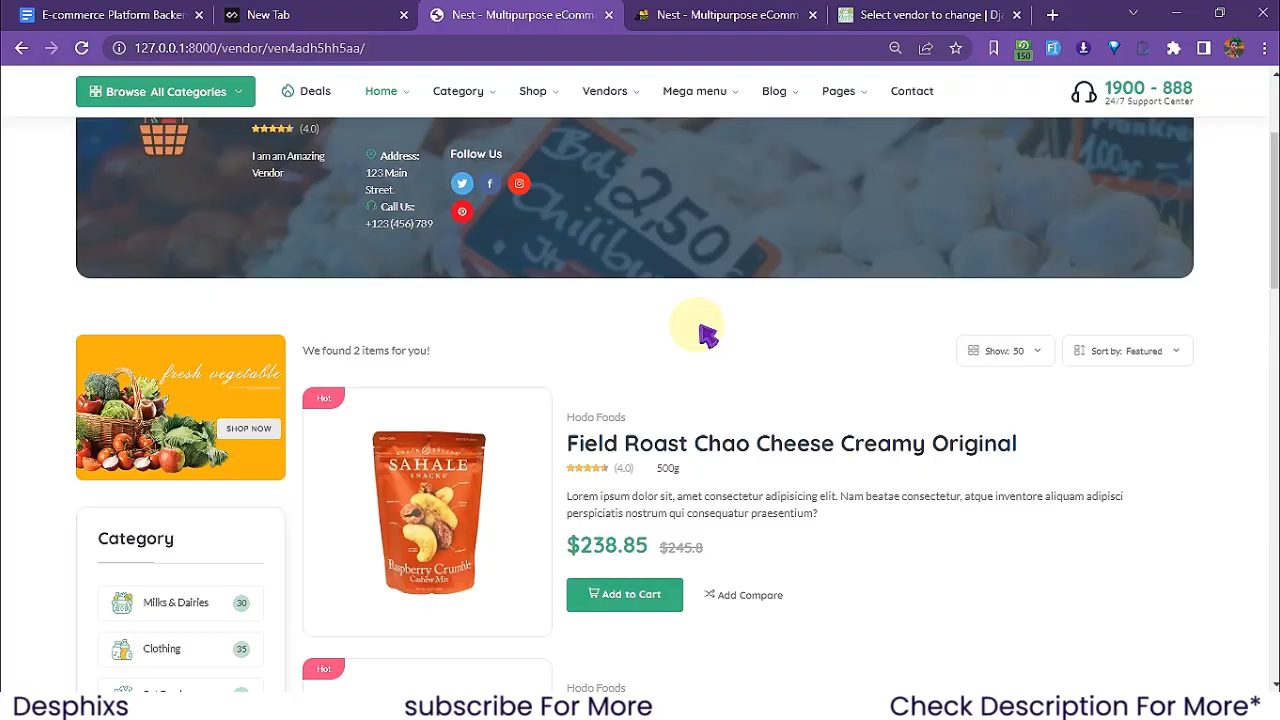 E-commerce Platform Backen
New Tab
Nest - Multipurpose eComm
Nest - Multipurpose eComm
Select vendor to change | Dj
127.0.0.1:8000/vendor/ven4adh5hh5aa/
150
Browse All Categories
Deals
Home
Category
Shop
Vendors
Mega menu
Blog
Pages
Contact
1900 - 888
24/7 Support Center
(4.0)
I am am Amazing
Vendor
Address:
123 Main
Street.
Call Us:
+123 (456) 789
Follow Us
2,50
fresh vegetable
SHOP NOW
We found 2 items for you!
Show: 50
Sort by: Featured
Hot
SAHALE
SNACKS
Raspberry Crumble
Cashew Mix
Hodo Foods
Field Roast Chao Cheese Creamy Original
(4.0) 500g
Lorem ipsum dolor sit, amet consectetur adipisicing elit. Nam beatae consectetur, atque inventore aliquam adipisci
perspiciatis nostrum qui consequatur praesentium?
$238.85 $245.8
Add to Cart
Add Compare
Category
Milks & Dairies 30
Clothing 35
Hot
Hodo Foods
Desphixs
subscribe For More
Check Description For More*